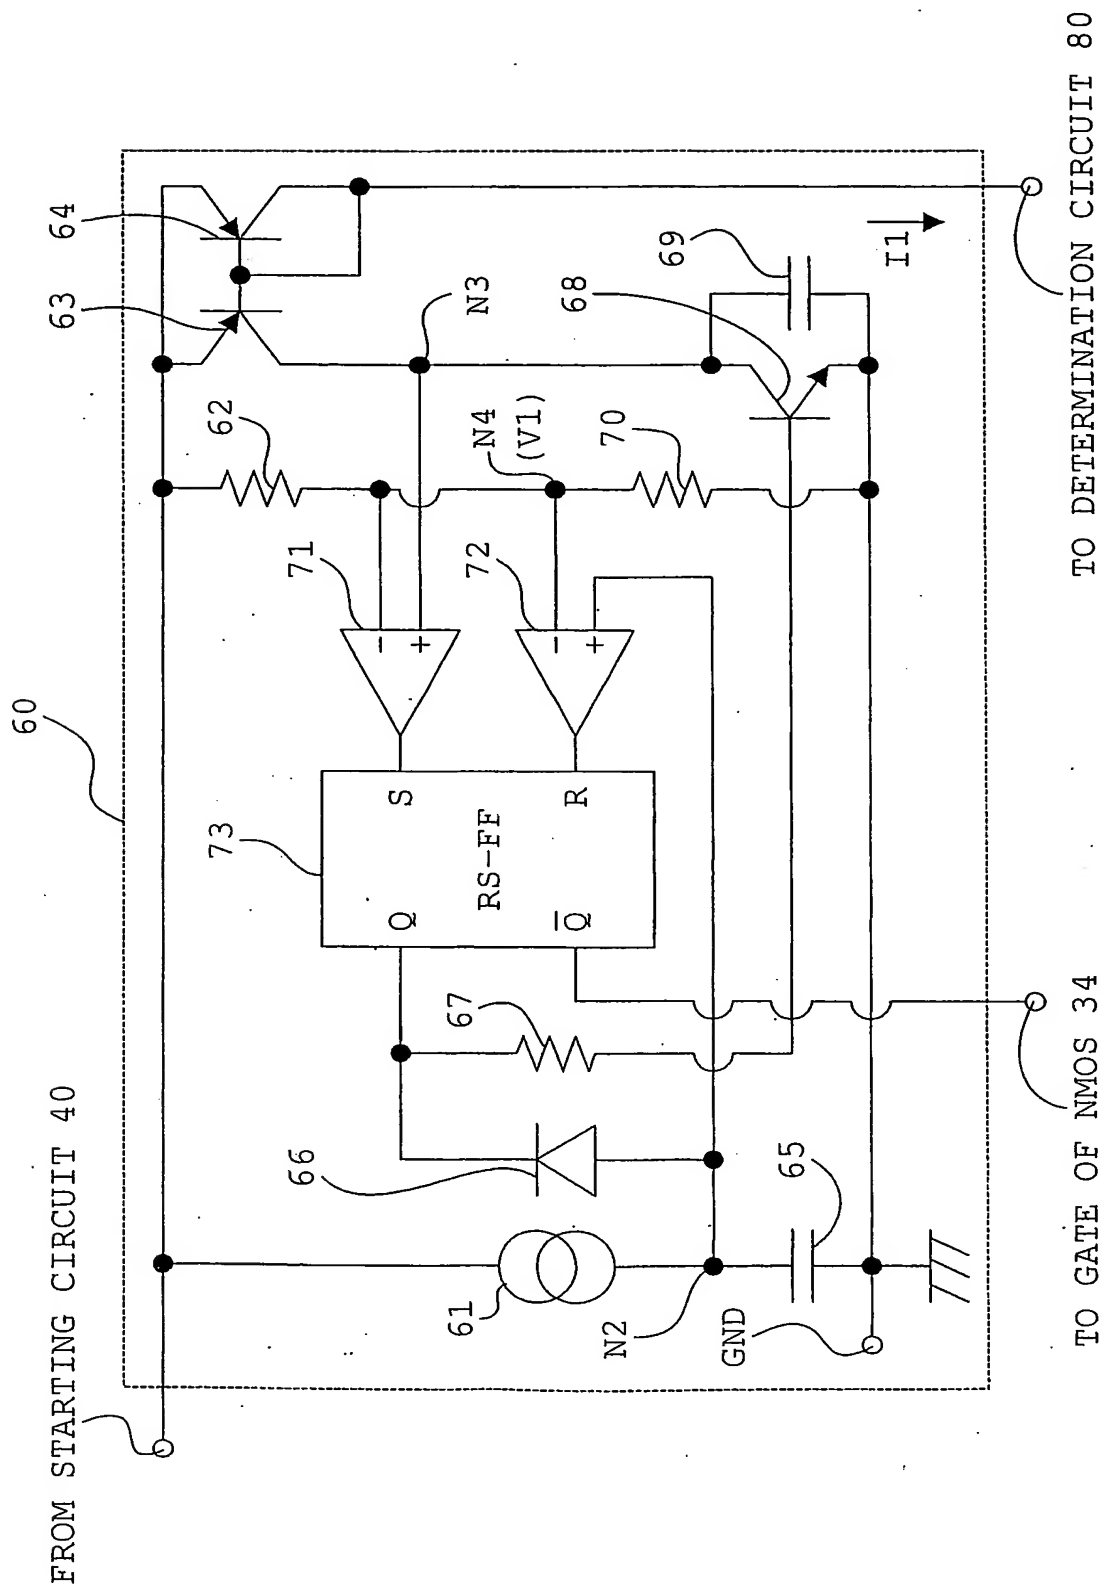 FROM STARTING CIRCUIT 40
60
61
66
67
73
62
63
64
71
72
Q
S
RS-FF
Q̅
R
-
+
-
+
N3
N4
(V1)
70
68
69
I1
N2
65
GND
TO GATE OF NMOS 34
TO DETERMINATION CIRCUIT 80